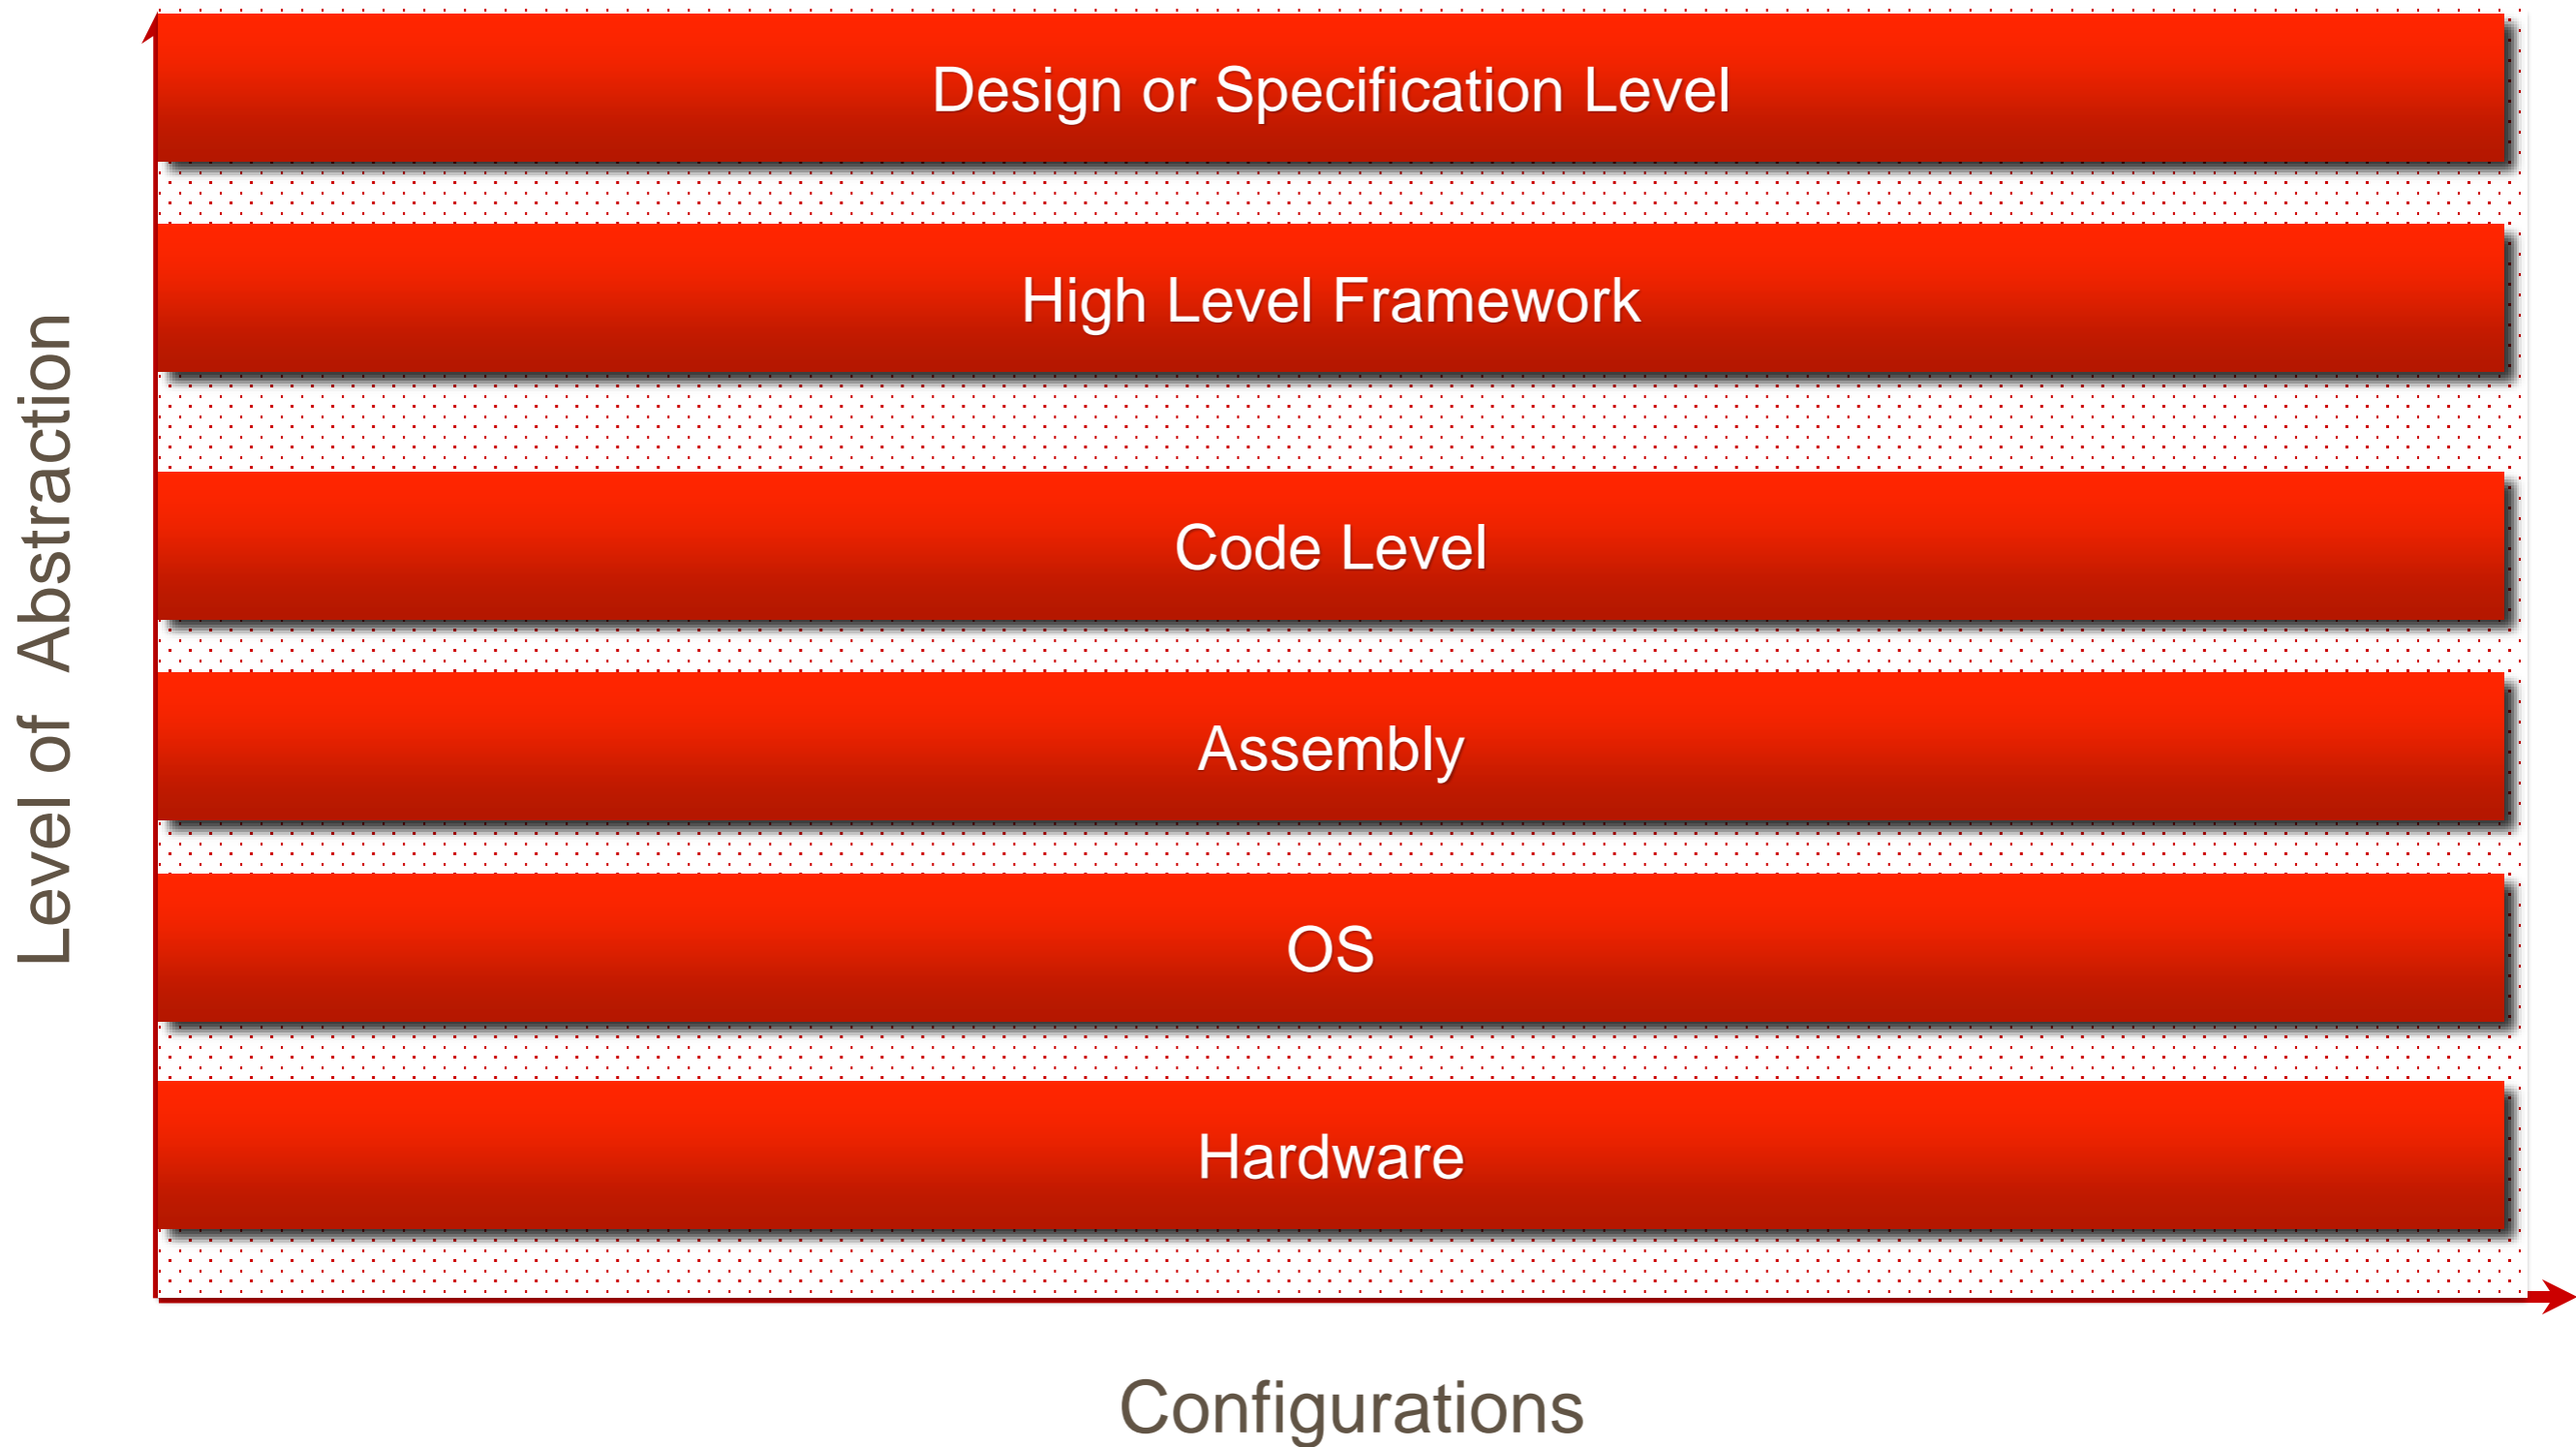 Design or Specification Level
High Level Framework
Code Level
Assembly
OS
Hardware
Level of Abstraction
Configurations